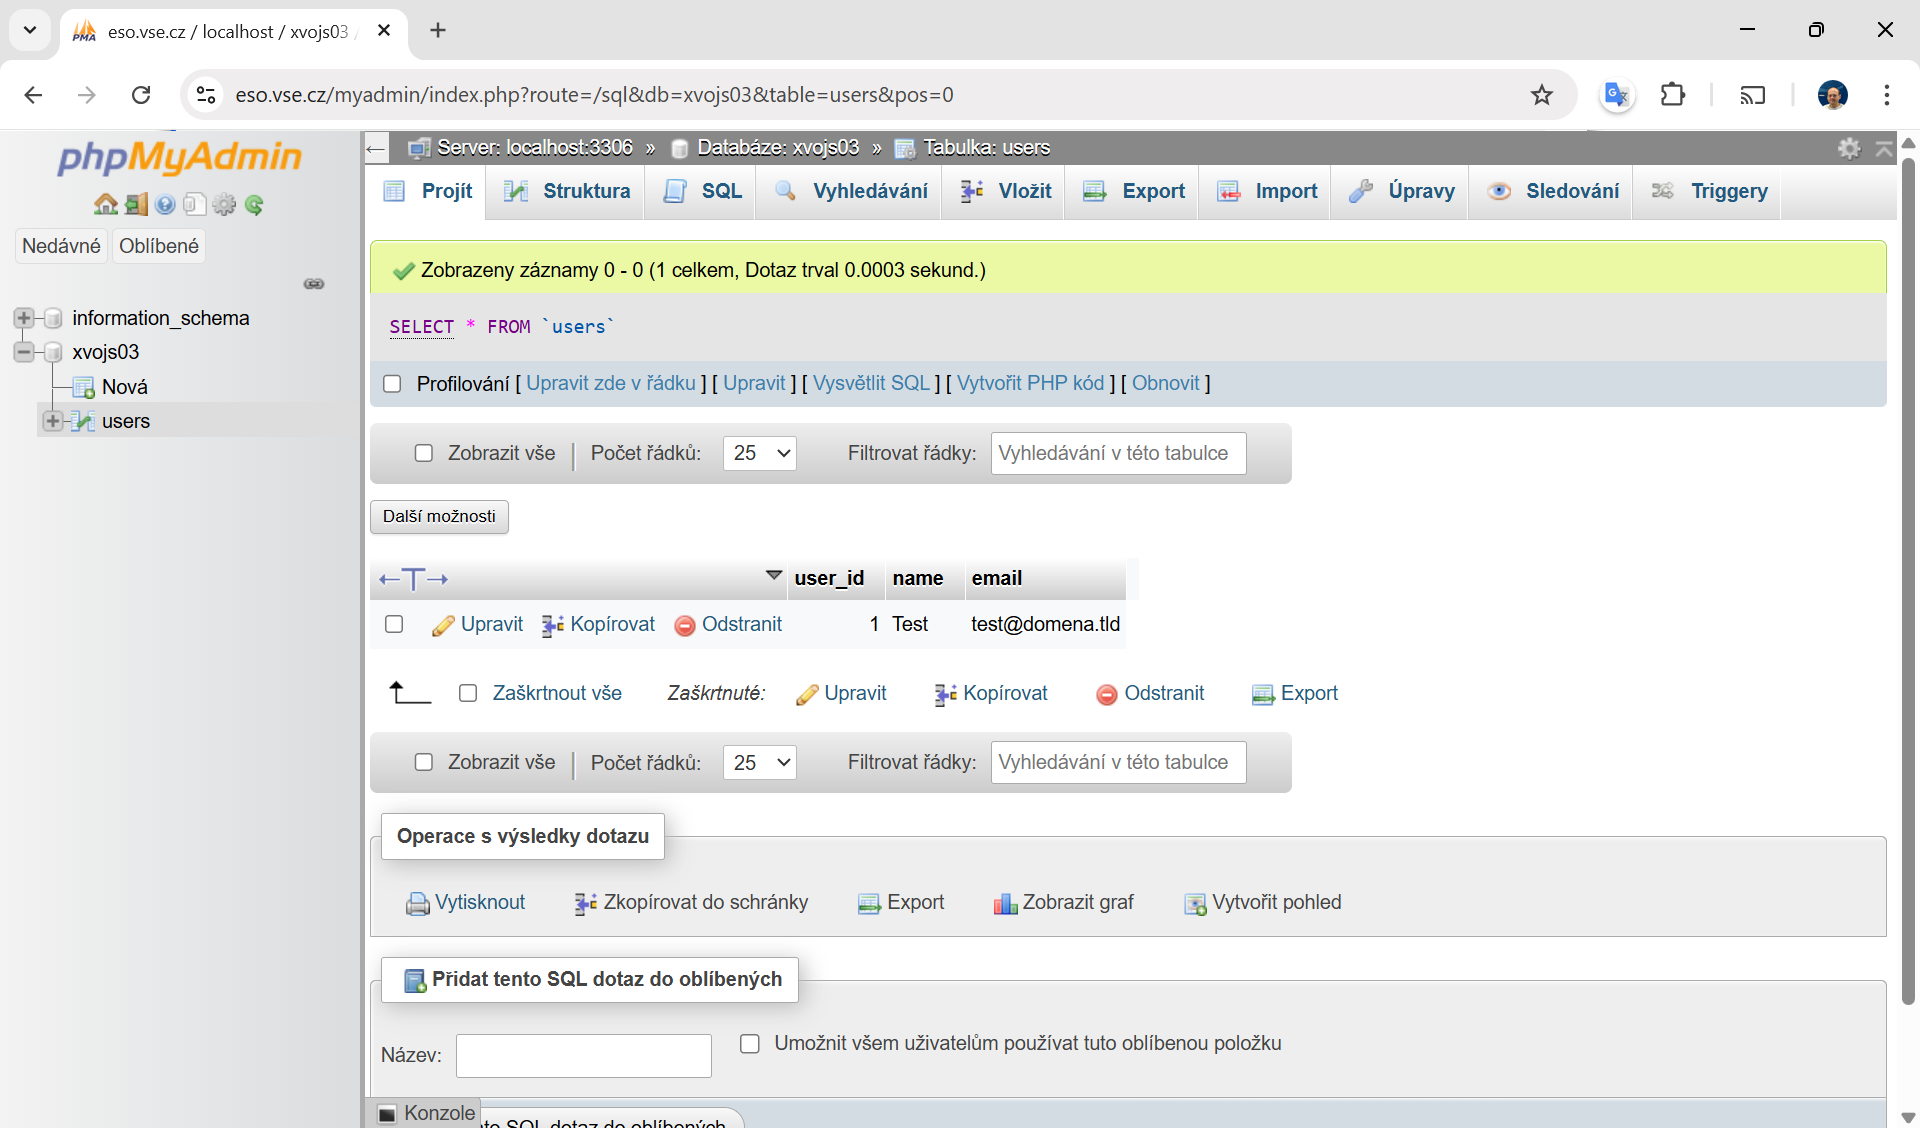 eso.vse.cz / localhost / xvojs03 /
eso.vse.cz/myadmin/index.php?route=/sql&db=xvojs03&table=users&pos=0
phpMyAdmin
Nedávné Oblíbené
information_schema
xvojs03
Nová
users
Server: localhost:3306 » Databáze: xvojs03 » Tabulka: users
Projít Struktura SQL Vyhledávání Vložit Export Import Úpravy Sledování Triggery
Zobrazeny záznamy 0 - 0 (1 celkem, Dotaz trval 0.0003 sekund.)
SELECT * FROM `users`
Profilování [ Upravit zde v řádku ] [ Upravit ] [ Vysvětlit SQL ] [ Vytvořit PHP kód ] [ Obnovit ]
Zobrazit vše Počet řádků: 25 Filtrovat řádky: Vyhledávání v této tabulce
Další možnosti
user_id name email
Upravit Kopírovat Odstranit 1 Test test@domena.tld
Zaškrtnout vše Zaškrtnuté: Upravit Kopírovat Odstranit Export
Zobrazit vše Počet řádků: 25 Filtrovat řádky: Vyhledávání v této tabulce
Operace s výsledky dotazu
Vytisknout Zkopírovat do schránky Export Zobrazit graf Vytvořit pohled
Přidat tento SQL dotaz do oblíbených
Název: Umožnit všem uživatelům používat tuto oblíbenou položku
Konzole
SQL dotaz do oblíbených